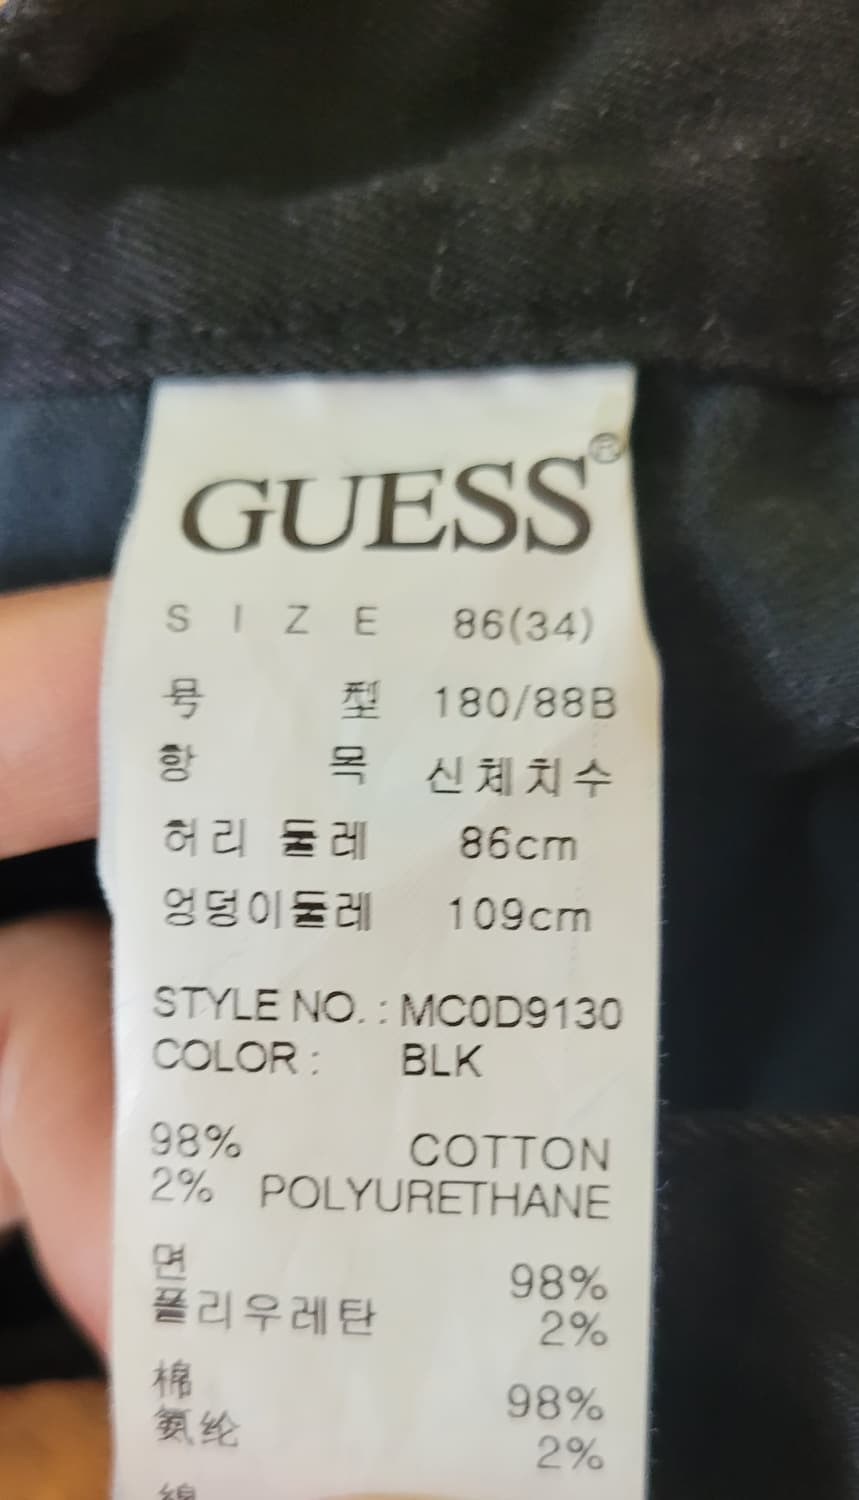 GUESS®
SIZE 86(34)
号型 180/88B
항목 신체치수
허리 둘레 86cm
엉덩이둘레 109cm
STYLE NO. : MC0D9130
COLOR : BLK
98% COTTON
2% POLYURETHANE
면 98%
폴리우레탄 2%
棉 98%
氨纶 2%